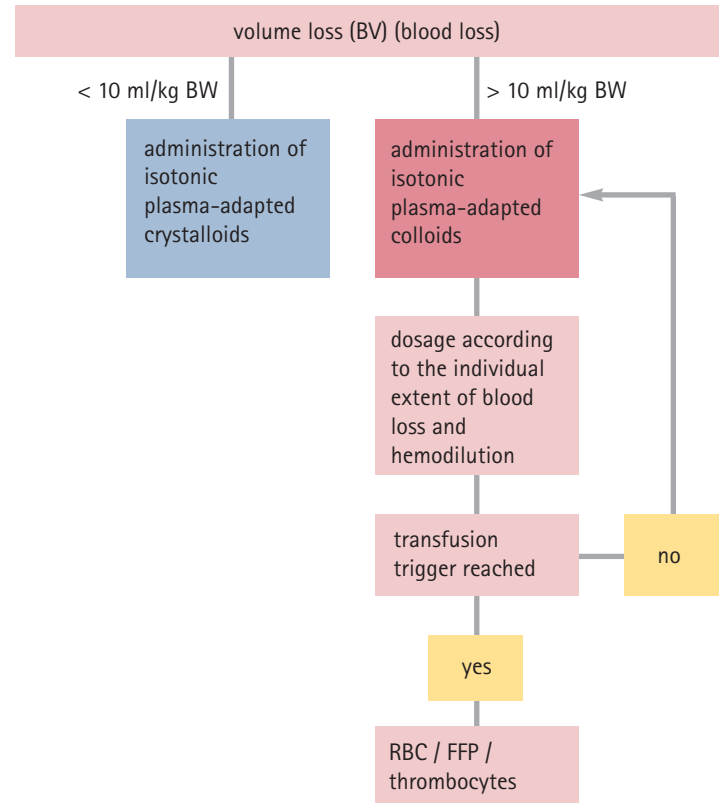 volume loss (BV) (blood loss)
< 10 ml/kg BW
> 10 ml/kg BW
administration of
isotonic
plasma-adapted
crystalloids
administration of
isotonic
plasma-adapted
colloids
dosage according
to the individual
extent of blood
loss and
hemodilution
transfusion
trigger reached
no
yes
RBC / FFP /
thrombocytes